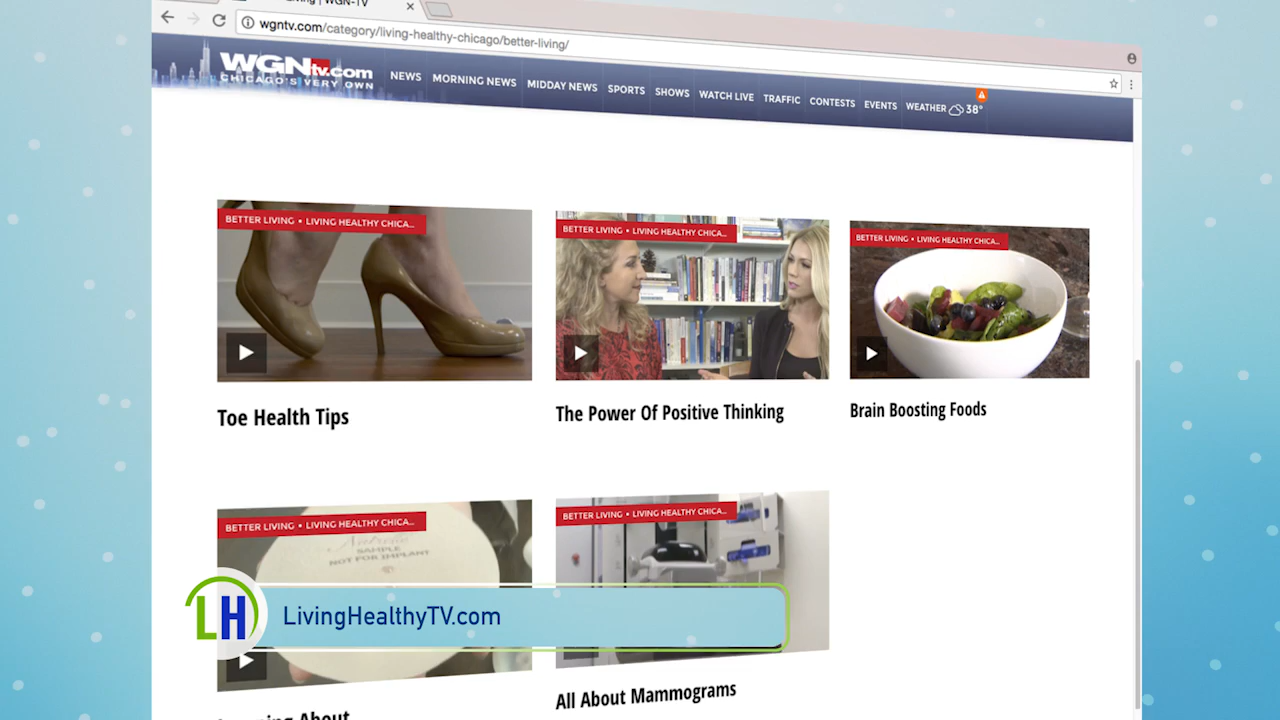 wgntv.com/category/living-healthy-chicago/better-living/
WGNtv.com
CHICAGO'S VERY OWN
NEWS MORNING NEWS MIDDAY NEWS SPORTS SHOWS WATCH LIVE TRAFFIC CONTESTS EVENTS WEATHER 38°
BETTER LIVING • LIVING HEALTHY CHICA...
BETTER LIVING • LIVING HEALTHY CHICA...
BETTER LIVING • LIVING HEALTHY CHICA...
Toe Health Tips
The Power Of Positive Thinking
Brain Boosting Foods
BETTER LIVING • LIVING HEALTHY CHICA...
BETTER LIVING • LIVING HEALTHY CHICA...
SAMPLE
NOT FOR IMPLANT
LH
LivingHealthyTV.com
All About Mammograms
About